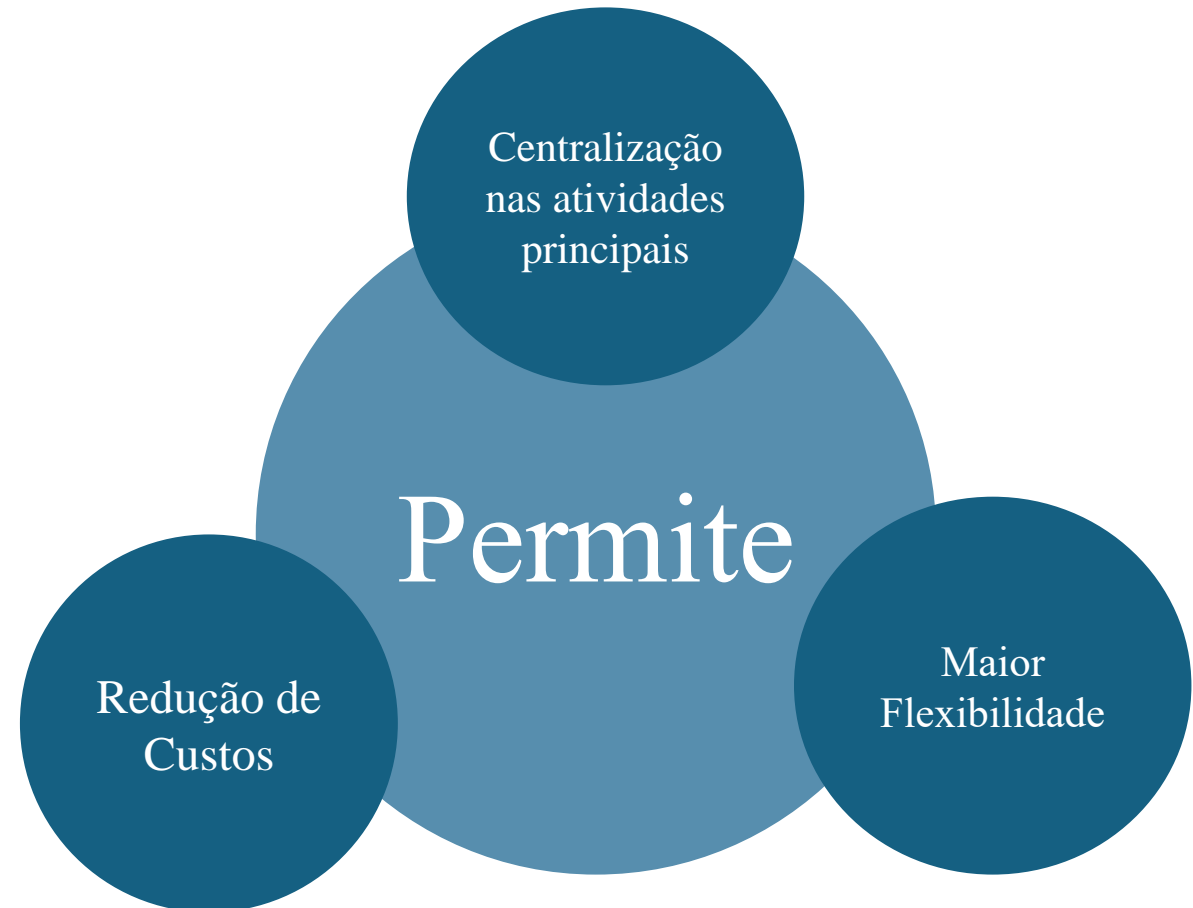 Centralização
nas atividades
principais
Permite
Redução de
Custos
Maior
Flexibilidade